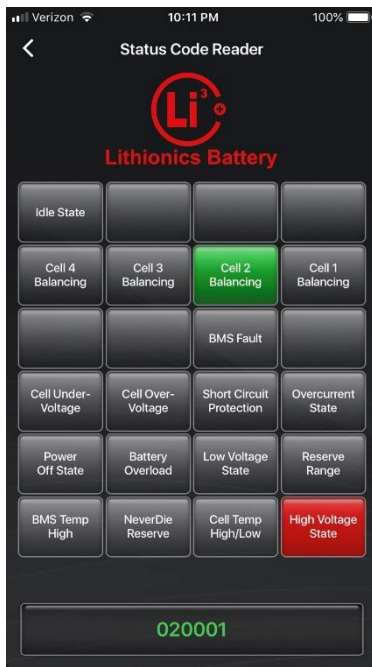 Verizon 10:11 PM 100%
Status Code Reader
Li³+
Lithionics Battery
Idle State
Cell 4 Balancing
Cell 3 Balancing
Cell 2 Balancing
Cell 1 Balancing
BMS Fault
Cell Under-Voltage
Cell Over-Voltage
Short Circuit Protection
Overcurrent State
Power Off State
Battery Overload
Low Voltage State
Reserve Range
BMS Temp High
NeverDie Reserve
Cell Temp High/Low
High Voltage State
020001